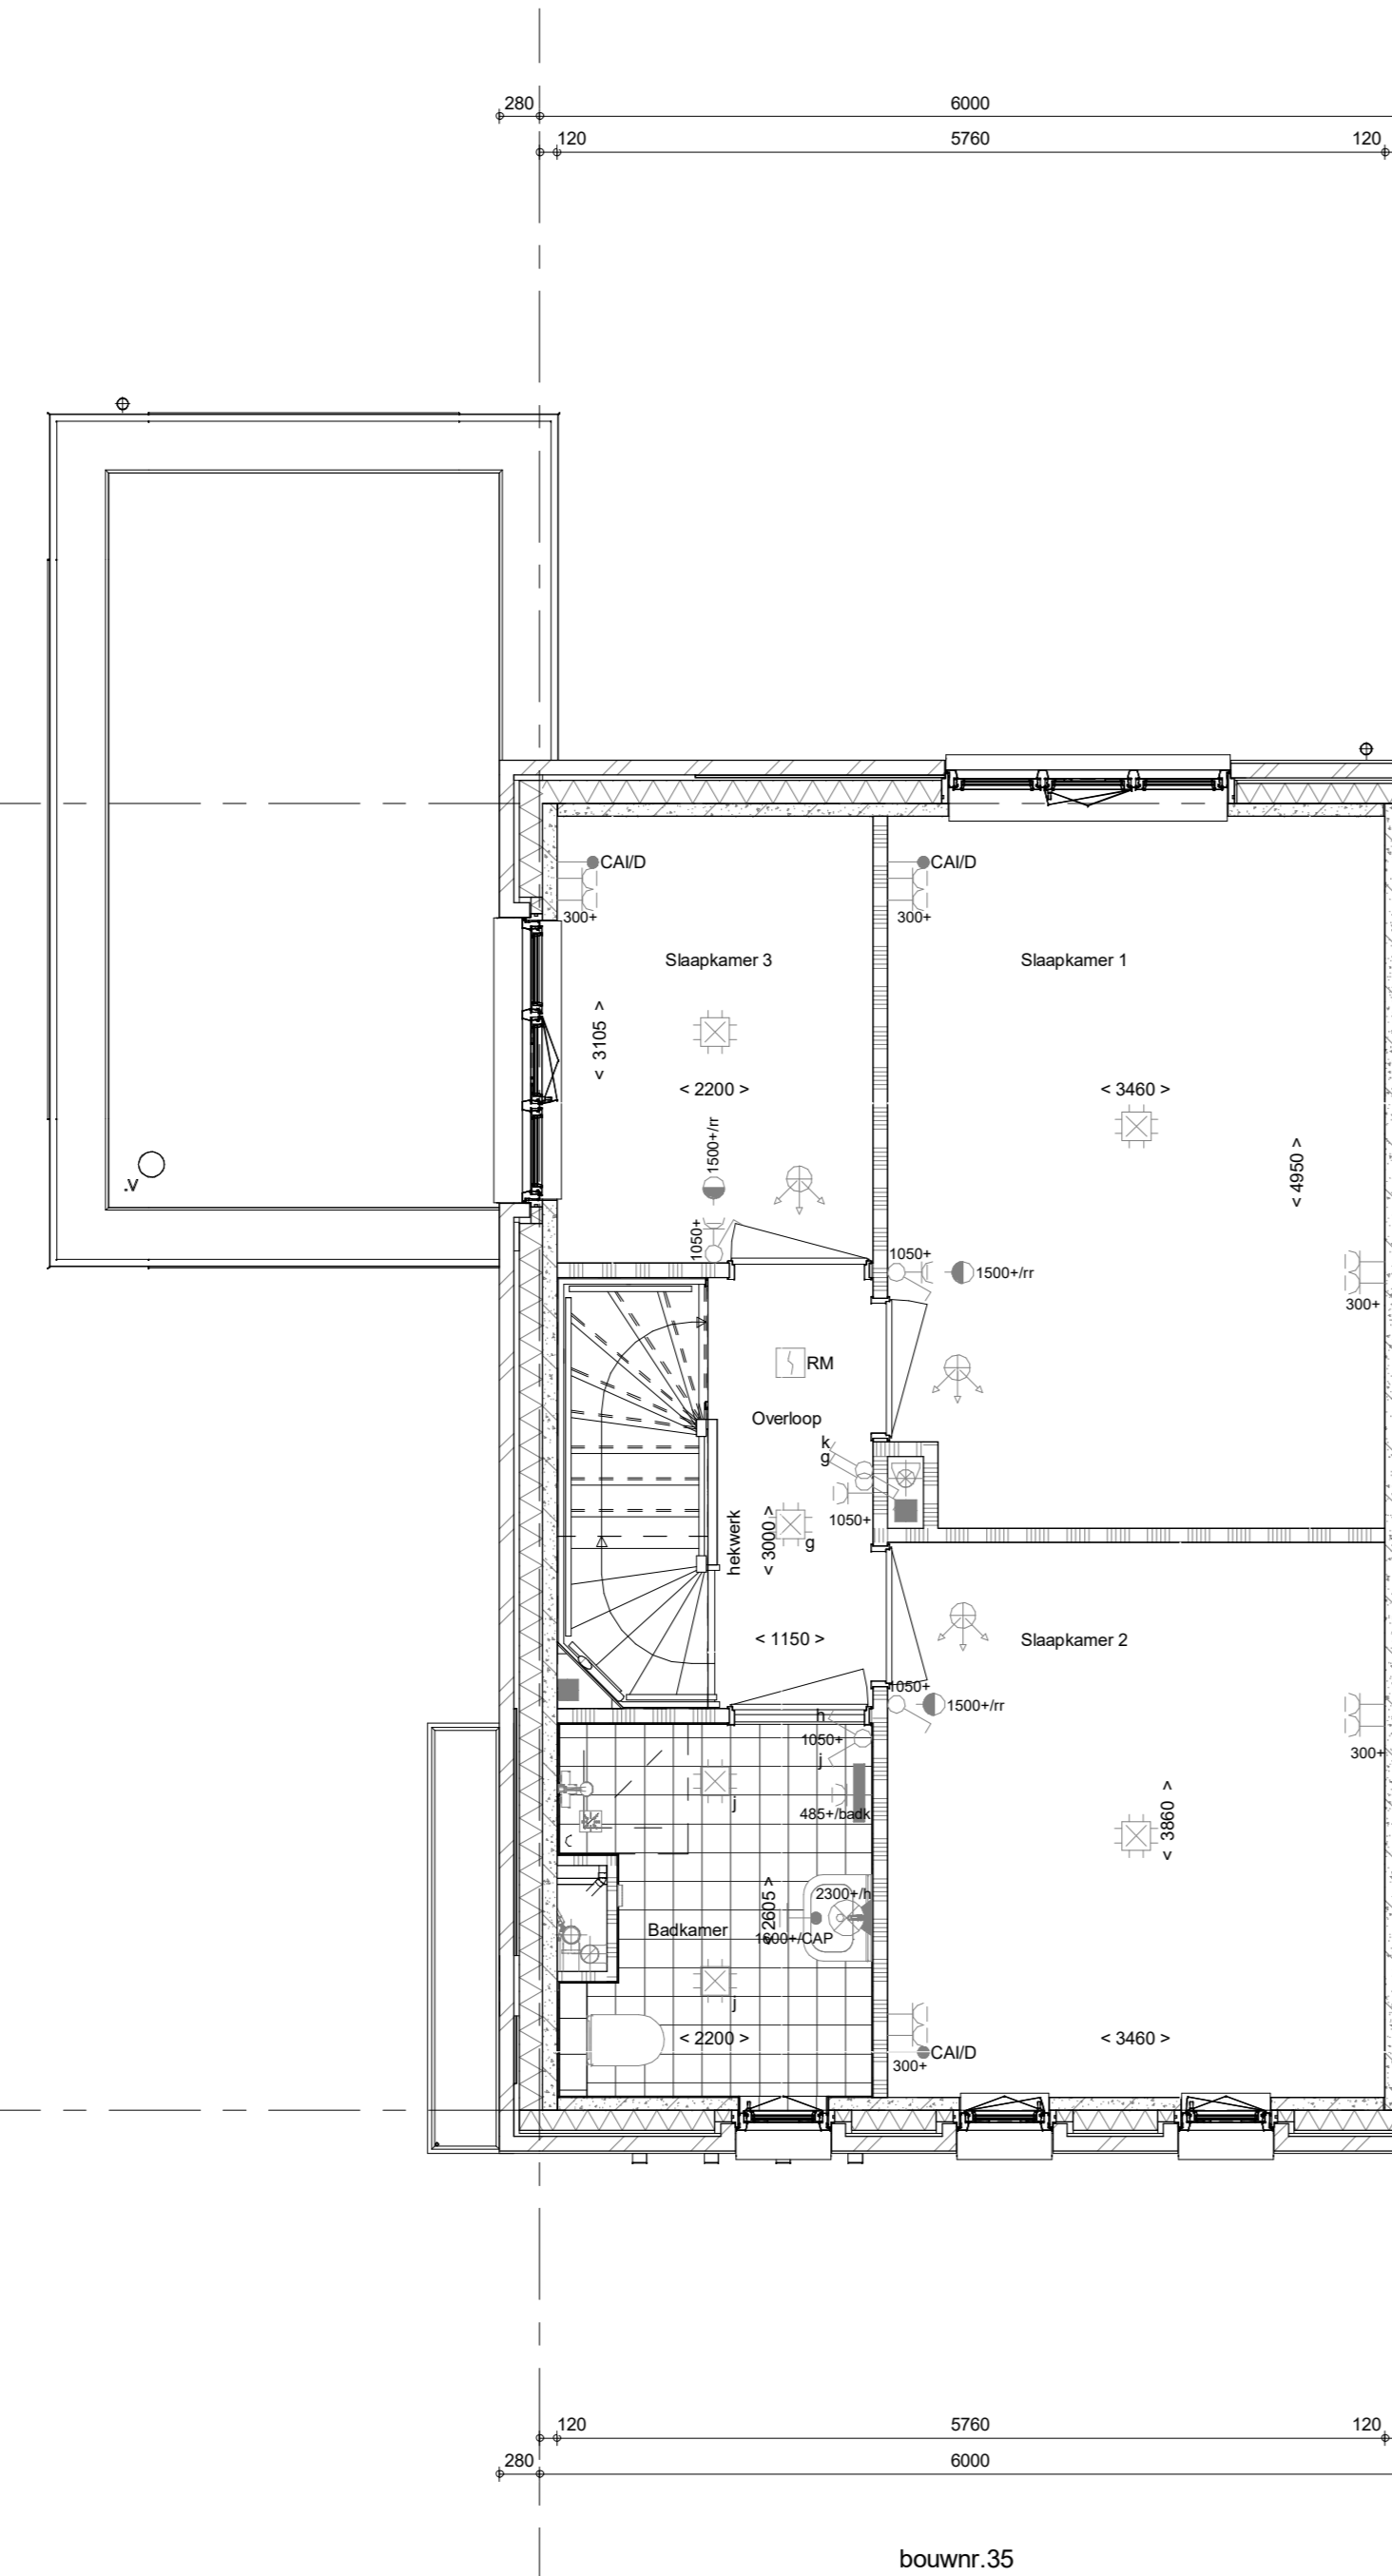 280 6000
120 5760 120
CAI/D CAI/D
300+ 300+
Slaapkamer 3 Slaapkamer 1
< 3105 >
< 2200 > < 3460 >
1500+/rr
< 4950 >
V.
1050+
1050+
1500+/rr
300+
RM
Overloop
k
g
1050+
hekwerk
< 3000 >
g
< 1150 > Slaapkamer 2
1050+
1500+/rr
h
1050+
j
300+
j
485+/badk
< 3860 >
2300+/h
< 2605 >
Badkamer
1600+/CAP
j
< 2200 > < 3460 >
CAI/D
300+
120 5760 120
280 6000
bouwnr.35